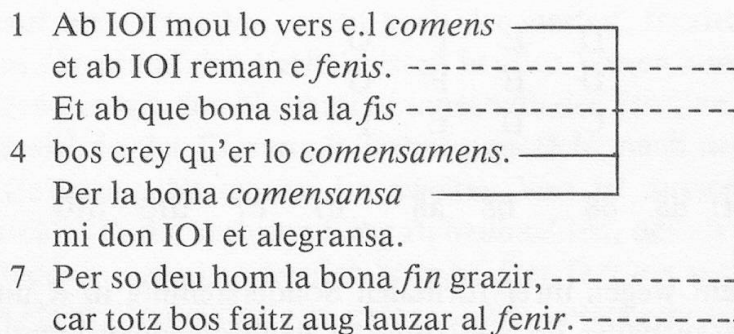 1 Ab IOI mou lo vers e.l comens
et ab IOI reman e fenis.
Et ab que bona sia la fis
4 bos crey qu'er lo comensamens.
Per la bona comensansa
mi don IOI et alegransa.
7 Per so deu hom la bona fin grazir,
car totz bos faitz aug lauzar al fenir.